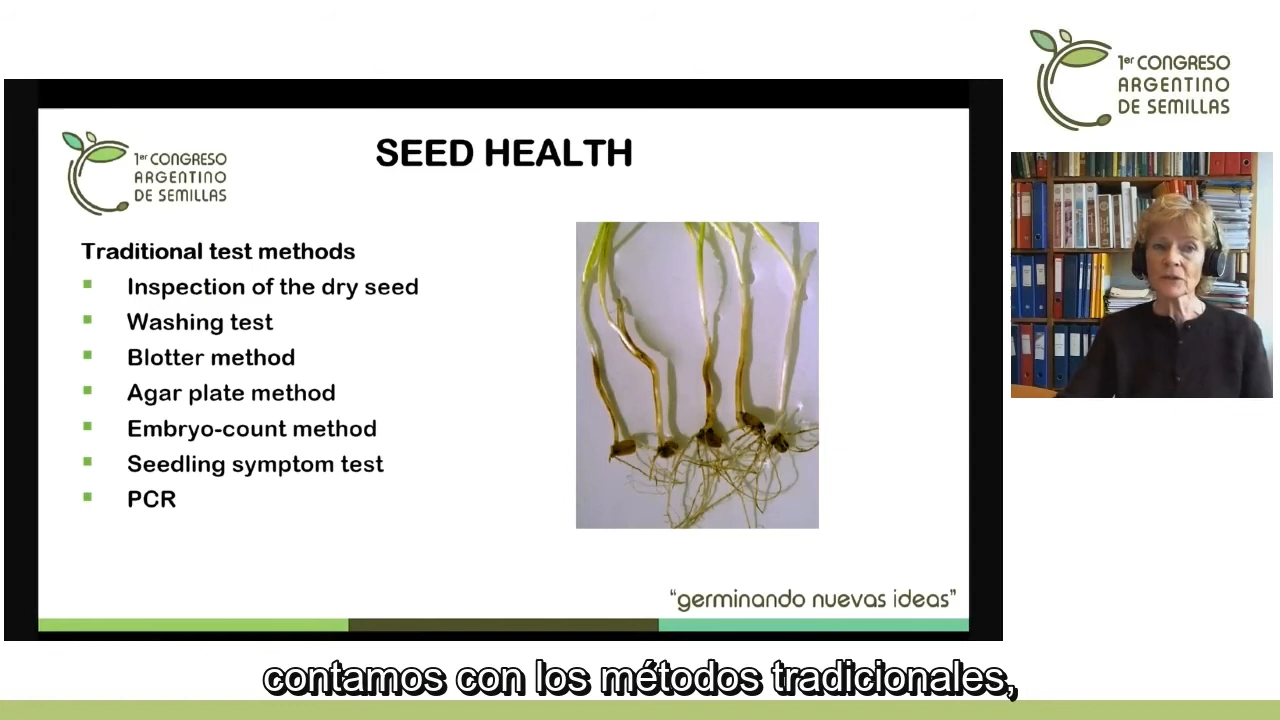 1er CONGRESO
ARGENTINO
DE SEMILLAS
SEED HEALTH
1er CONGRESO
ARGENTINO
DE SEMILLAS
Traditional test methods
Inspection of the dry seed
Washing test
Blotter method
Agar plate method
Embryo-count method
Seedling symptom test
PCR
“germinando nuevas ideas”
contamos con los métodos tradicionales,